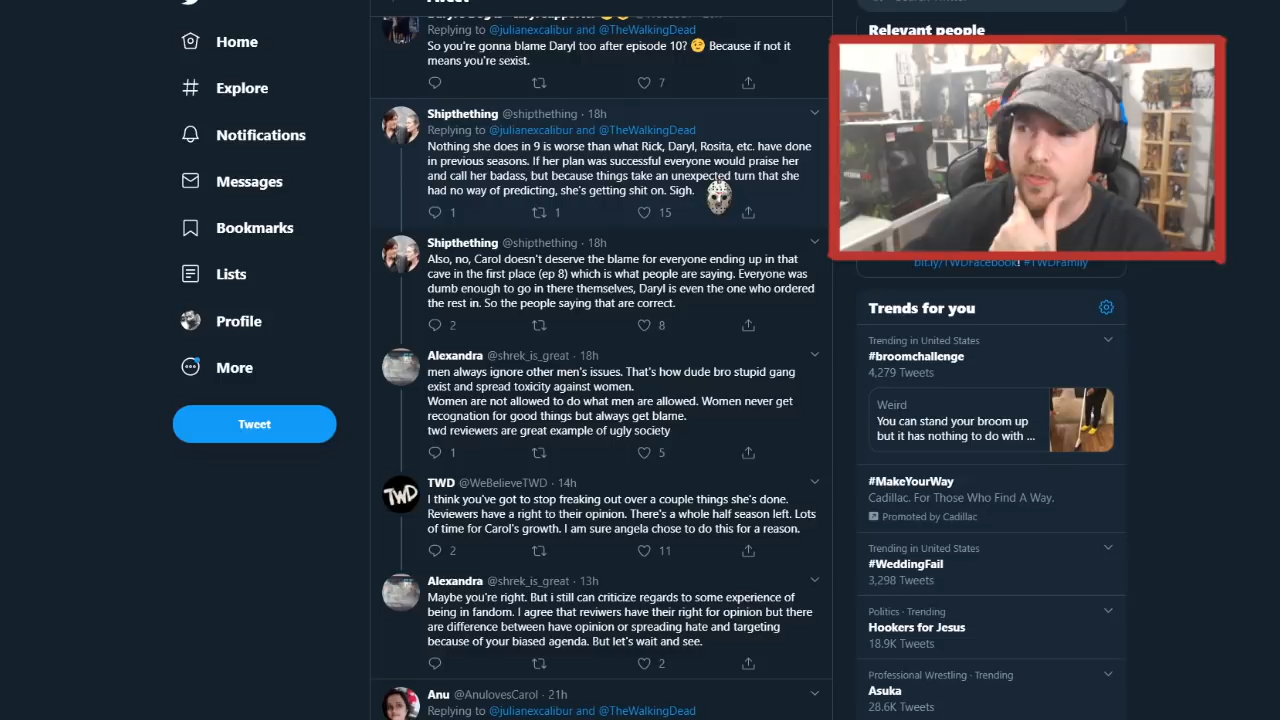 Home
Explore
Notifications
Messages
Bookmarks
Lists
Profile
More
Tweet
Replying to @julianexcalibur and @TheWalkingDead
So you're gonna blame Daryl too after episode 10? 😉 Because if not it
means you're sexist.
7
Shipthething @shipthething · 18h
Replying to @julianexcalibur and @TheWalkingDead
Nothing she does in 9 is worse than what Rick, Daryl, Rosita, etc. have done
in previous seasons. If her plan was successful everyone would praise her
and call her badass, but because things take an unexpected turn that she
had no way of predicting, she's getting shit on. Sigh.
1 1 15
Shipthething @shipthething · 18h
Also, no, Carol doesn't deserve the blame for everyone ending up in that
cave in the first place (ep 8) which is what people are saying. Everyone was
dumb enough to go in there themselves, Daryl is even the one who ordered
the rest in. So the people saying that are correct.
2 8
Alexandra @shrek_is_great · 18h
men always ignore other men's issues. That's how dude bro stupid gang
exist and spread toxicity against women.
Women are not allowed to do what men are allowed. Women never get
recognation for good things but always get blame.
twd reviewers are great example of ugly society
1 5
TWD
TWD @WeBelieveTWD · 14h
I think you've got to stop freaking out over a couple things she's done.
Reviewers have a right to their opinion. There's a whole half season left. Lots
of time for Carol's growth. I am sure angela chose to do this for a reason.
2 11
Alexandra @shrek_is_great · 13h
Maybe you're right. But i still can criticize regards to some experience of
being in fandom. I agree that reviwers have their right for opinion but there
are difference between have opinion or spreading hate and targeting
because of your biased agenda. But let's wait and see.
2
Anu @AnulovesCarol · 21h
Replying to @julianexcalibur and @TheWalkingDead
Relevant people
bit.ly/TWDFacebook! #TWDFamily
Trends for you
Trending in United States
#broomchallenge
4,279 Tweets
Weird
You can stand your broom up
but it has nothing to do with ...
#MakeYourWay
Cadillac. For Those Who Find A Way.
Promoted by Cadillac
Trending in United States
#WeddingFail
3,298 Tweets
Politics · Trending
Hookers for Jesus
18.9K Tweets
Professional Wrestling · Trending
Asuka
28.6K Tweets